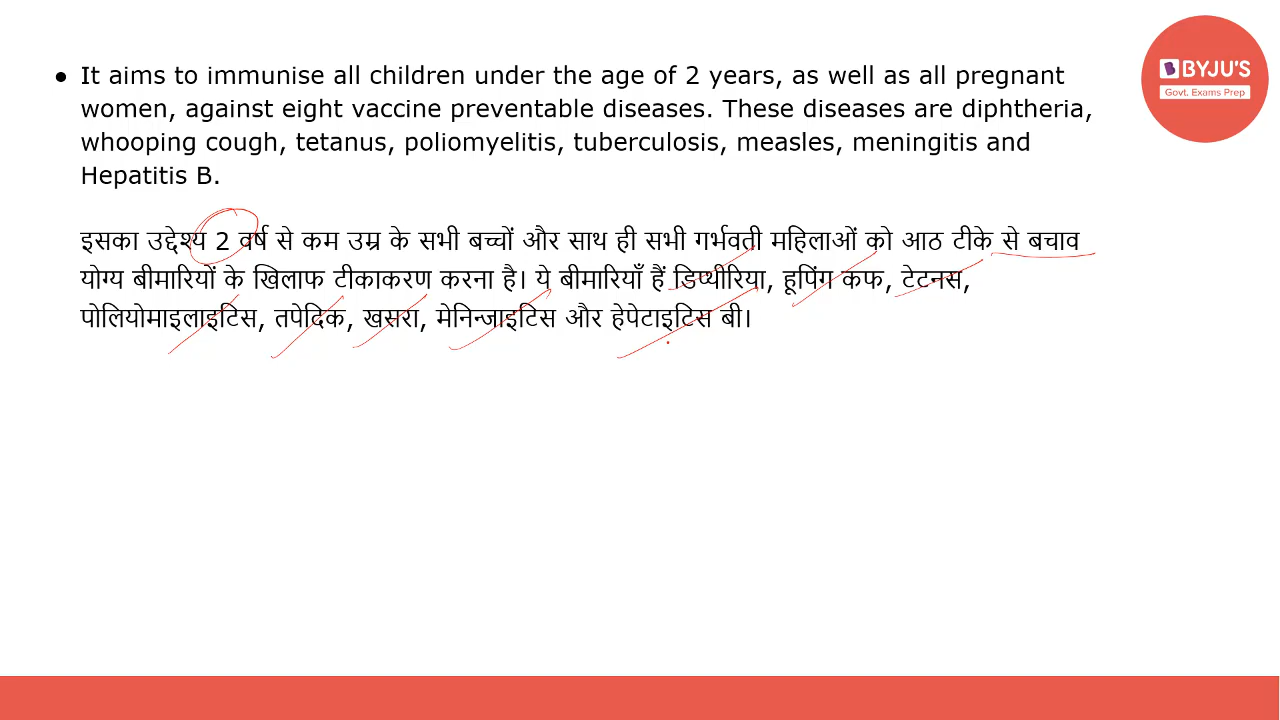 BYJU'S
Govt. Exams Prep
● It aims to immunise all children under the age of 2 years, as well as all pregnant
women, against eight vaccine preventable diseases. These diseases are diphtheria,
whooping cough, tetanus, poliomyelitis, tuberculosis, measles, meningitis and
Hepatitis B.
इसका उद्देश्य 2 वर्ष से कम उम्र के सभी बच्चों और साथ ही सभी गर्भवती महिलाओं को आठ टीके से बचाव
योग्य बीमारियों के खिलाफ टीकाकरण करना है। ये बीमारियाँ हैं डिप्थीरिया, हूपिंग कफ, टेटनस,
पोलियोमाइलाइटिस, तपेदिक, खसरा, मेनिन्जाइटिस और हेपेटाइटिस बी।